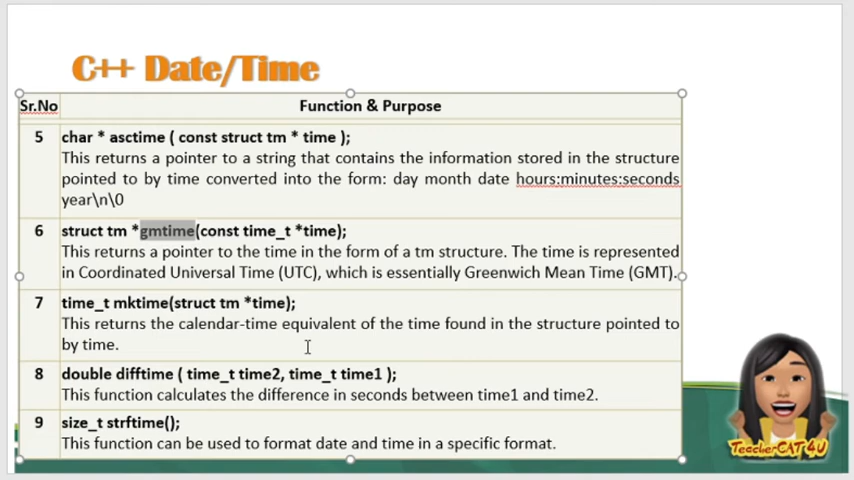 C++ Date/Time
Sr.No Function & Purpose
5 char * asctime ( const struct tm * time );
This returns a pointer to a string that contains the information stored in the structure
pointed to by time converted into the form: day month date hours:minutes:seconds
year\n\0
6 struct tm *gmtime(const time_t *time);
This returns a pointer to the time in the form of a tm structure. The time is represented
in Coordinated Universal Time (UTC), which is essentially Greenwich Mean Time (GMT).
7 time_t mktime(struct tm *time);
This returns the calendar-time equivalent of the time found in the structure pointed to
by time.
8 double difftime ( time_t time2, time_t time1 );
This function calculates the difference in seconds between time1 and time2.
9 size_t strftime();
This function can be used to format date and time in a specific format.
TeacherCAT4U